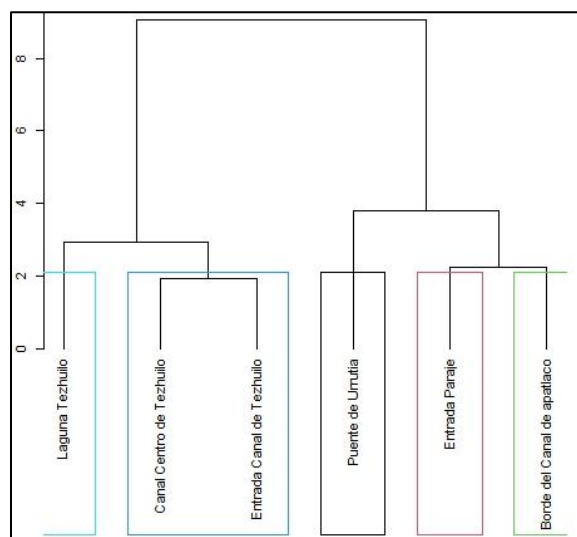 8
6
4
2
0
Laguna Tezhuilo
Canal Centro de Tezhuilo
Entrada Canal de Tezhuilo
Puente de Urrutia
Entrada Paraje
Borde del Canal de apatlaco